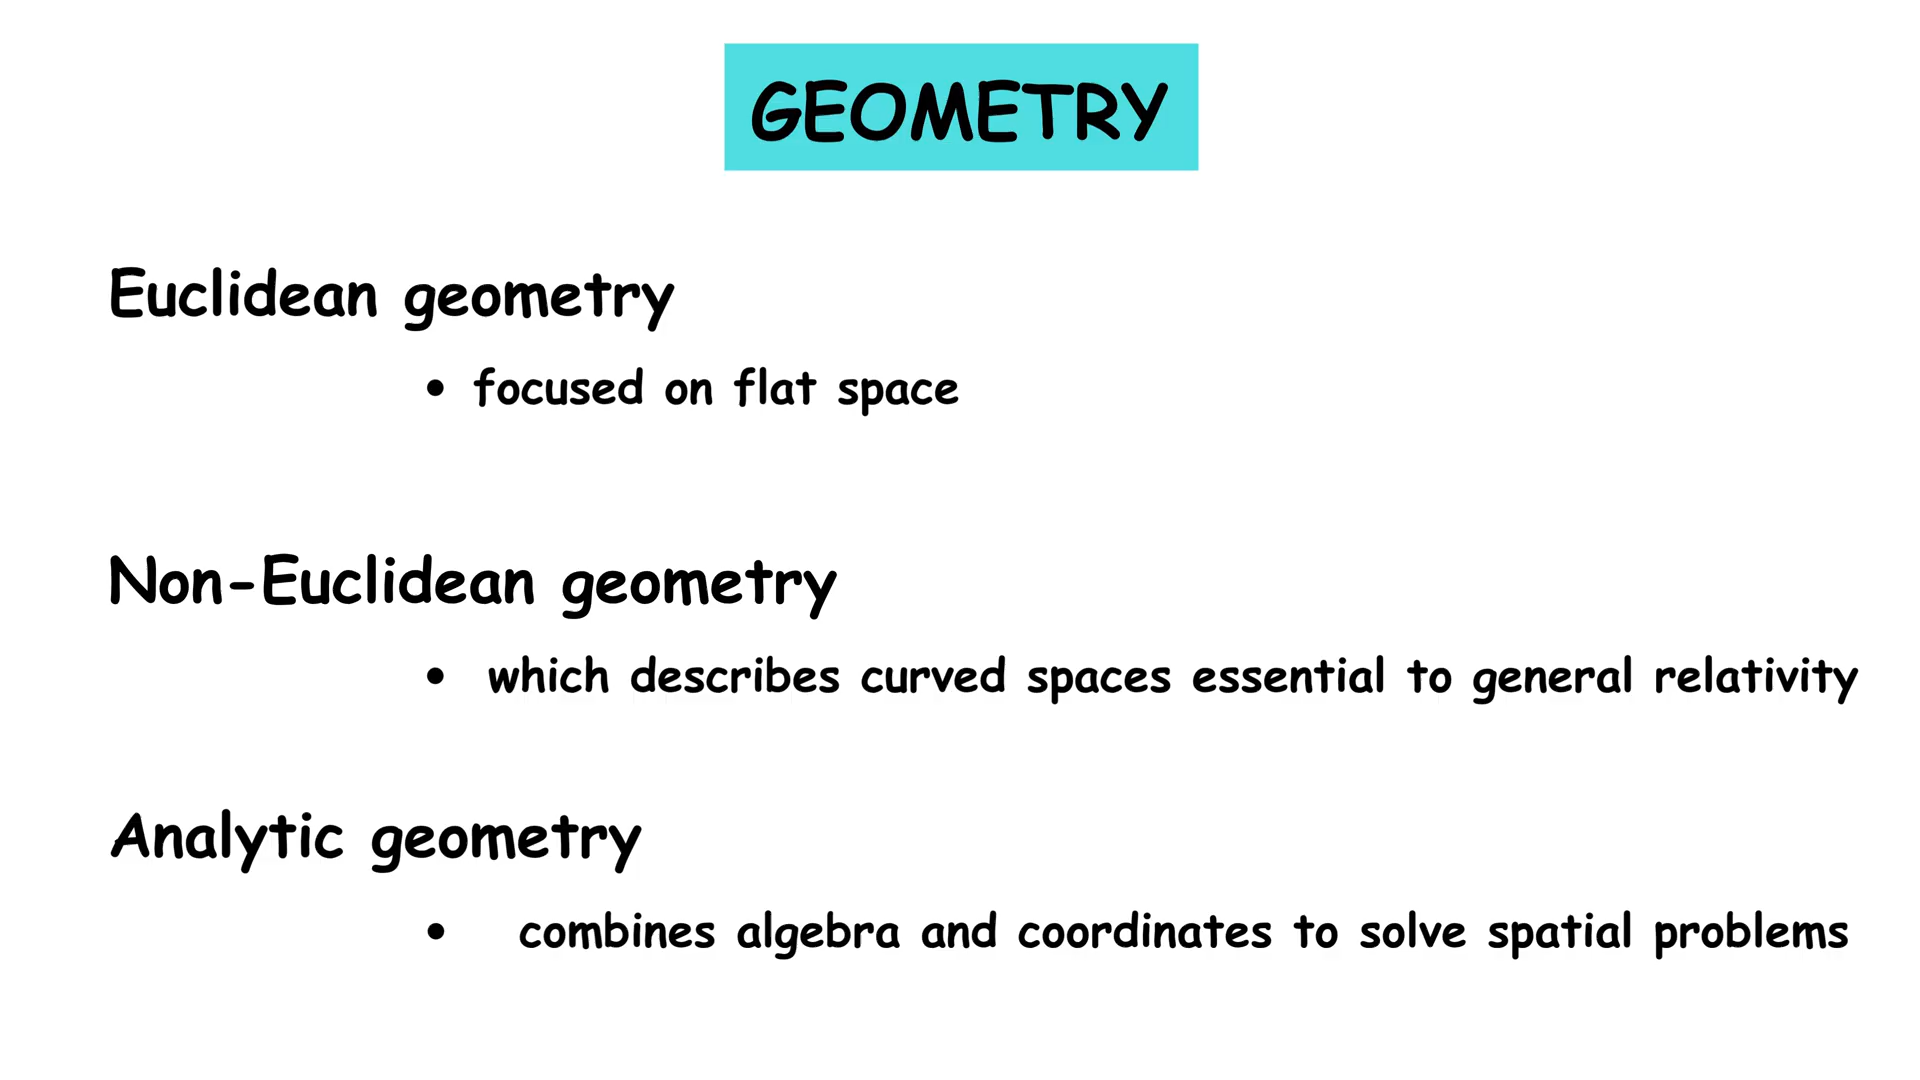 GEOMETRY
Euclidean geometry
• focused on flat space
Non-Euclidean geometry
• which describes curved spaces essential to general relativity
Analytic geometry
• combines algebra and coordinates to solve spatial problems